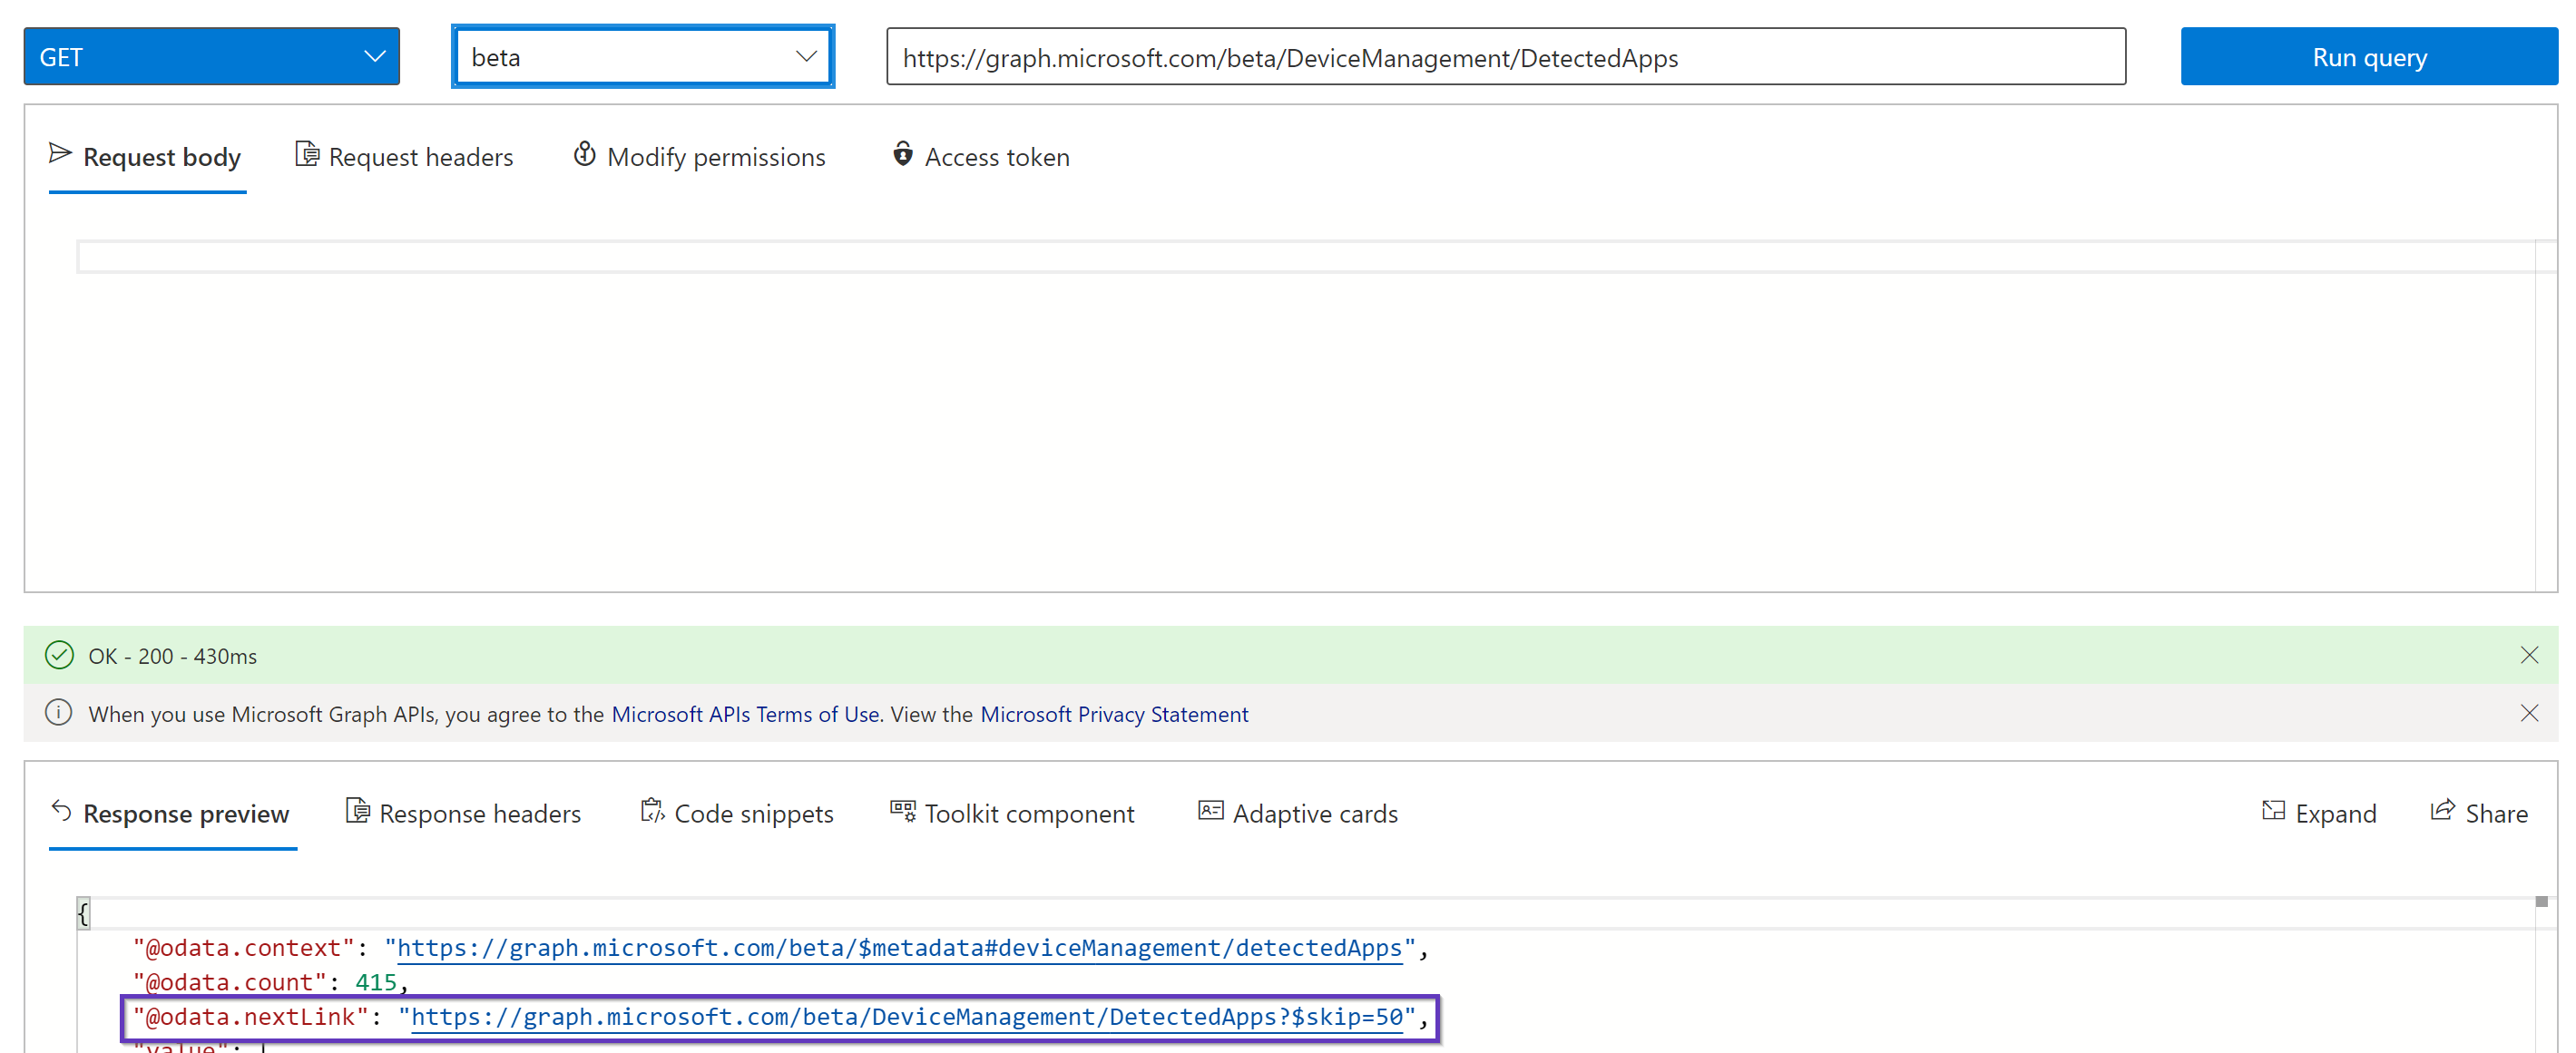 GET
beta
https://graph.microsoft.com/beta/DeviceManagement/DetectedApps
Run query
Request body
Request headers
Modify permissions
Access token
OK - 200 - 430ms
When you use Microsoft Graph APIs, you agree to the Microsoft APIs Terms of Use. View the Microsoft Privacy Statement
Response preview
Response headers
Code snippets
Toolkit component
Adaptive cards
Expand
Share
{
"@odata.context": "https://graph.microsoft.com/beta/$metadata#deviceManagement/detectedApps",
"@odata.count": 415,
"@odata.nextLink": "https://graph.microsoft.com/beta/DeviceManagement/DetectedApps?$skip=50",
"value": [